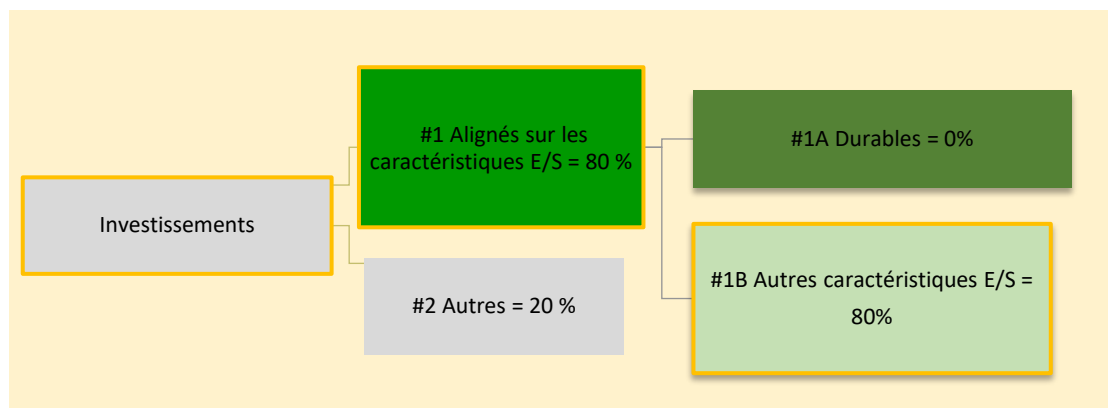 Investissements
#1 Alignés sur les
caractéristiques E/S = 80 %
#2 Autres = 20 %
#1A Durables = 0%
#1B Autres caractéristiques E/S =
80%